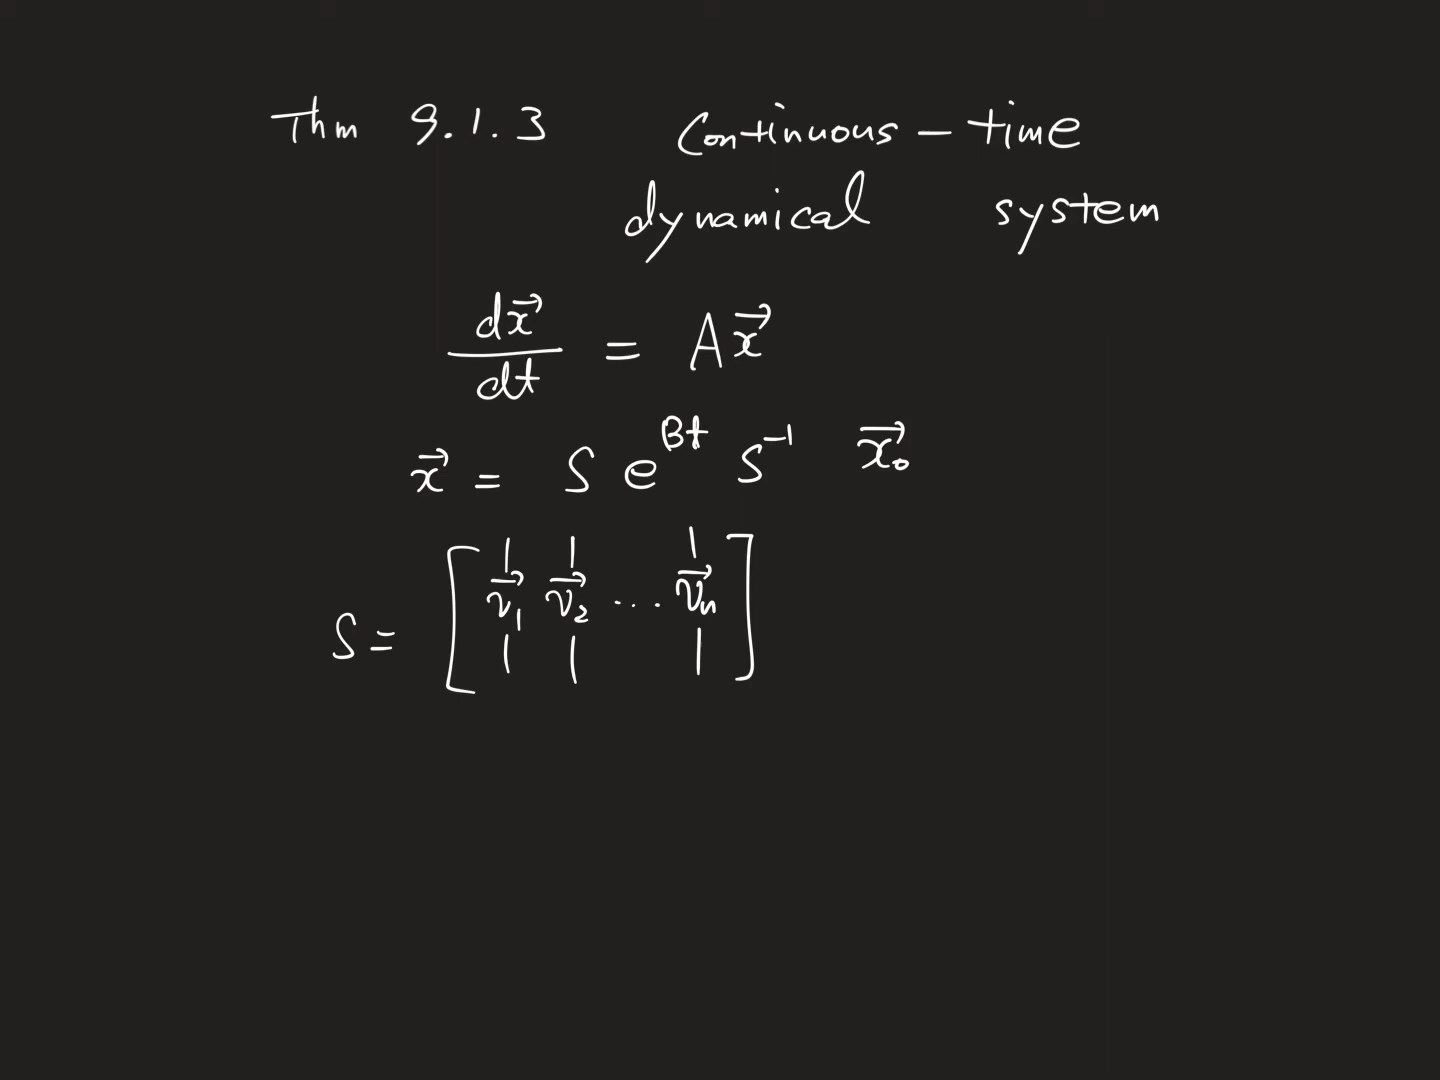 Thm 9.1.3 Continuous-time
dynamical system
dx⃗/dt = Ax⃗
x⃗ = S e^{Bt} S^{-1} x⃗₀
S = [v⃗₁ v⃗₂ ... v⃗ₙ]